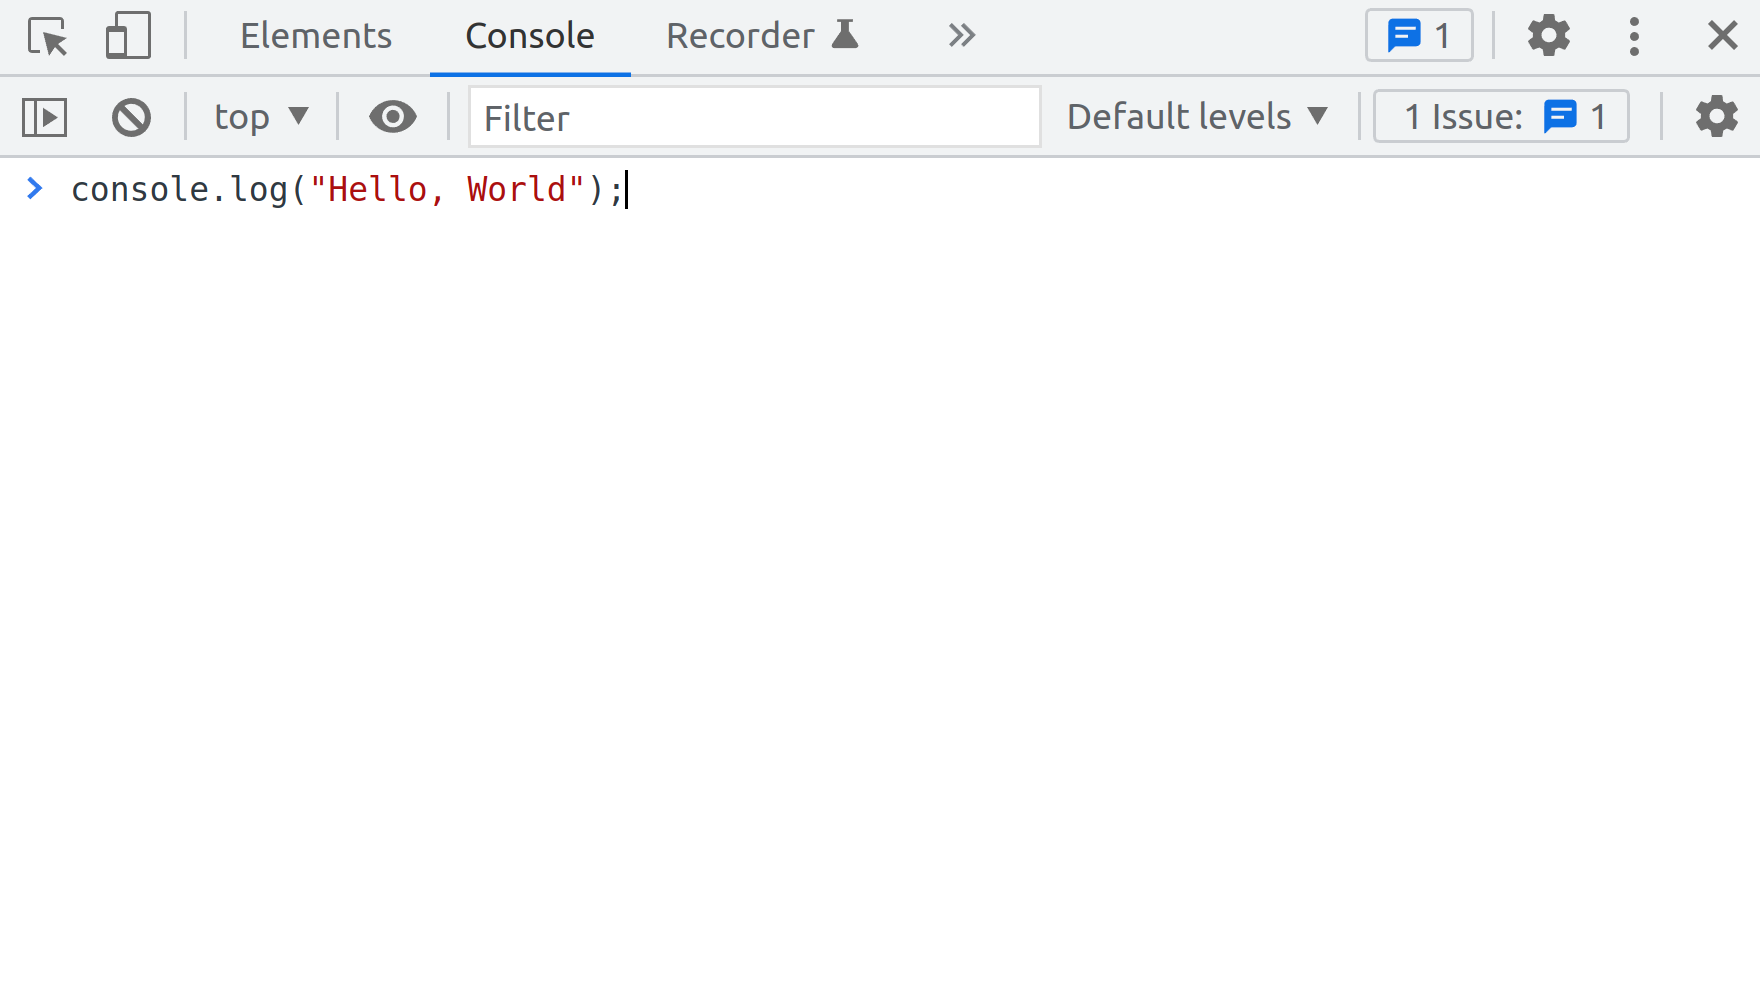 Elements Console Recorder 1
top Filter Default levels 1 Issue: 1
console.log("Hello, World");